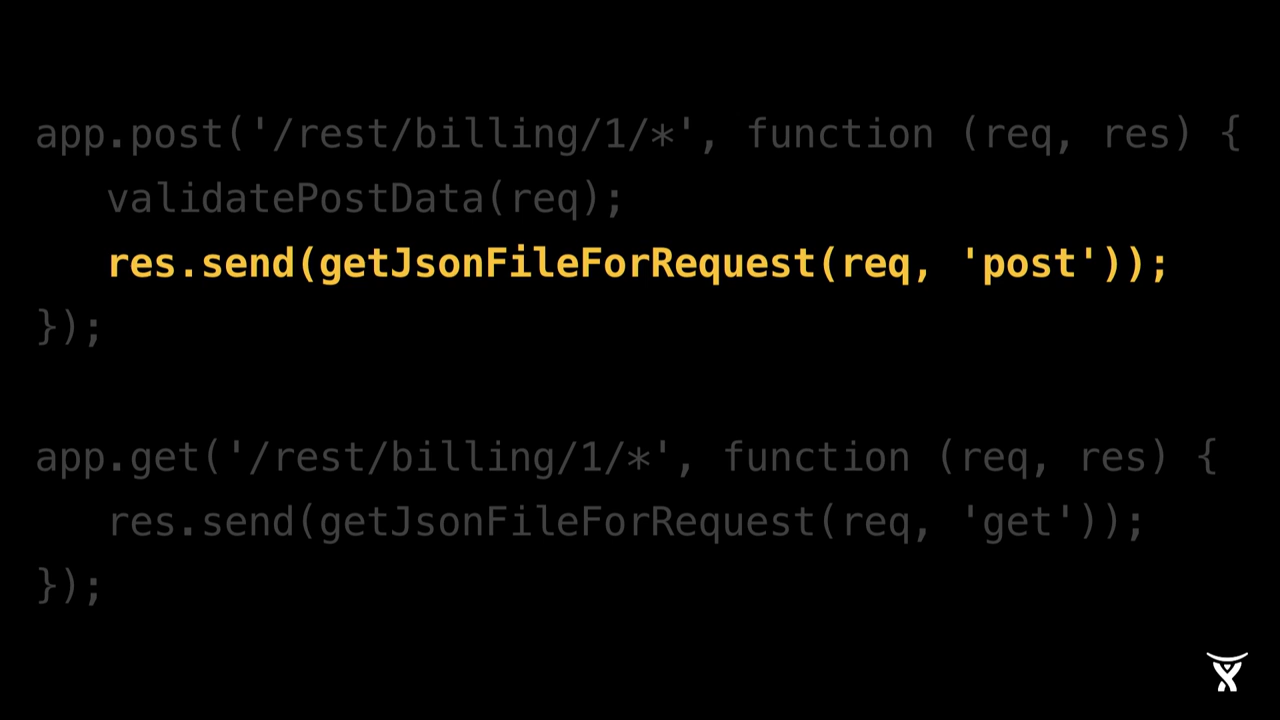 app.post('/rest/billing/1/*', function (req, res) {
validatePostData(req);
res.send(getJsonFileForRequest(req, 'post'));
});
app.get('/rest/billing/1/*', function (req, res) {
res.send(getJsonFileForRequest(req, 'get'));
});